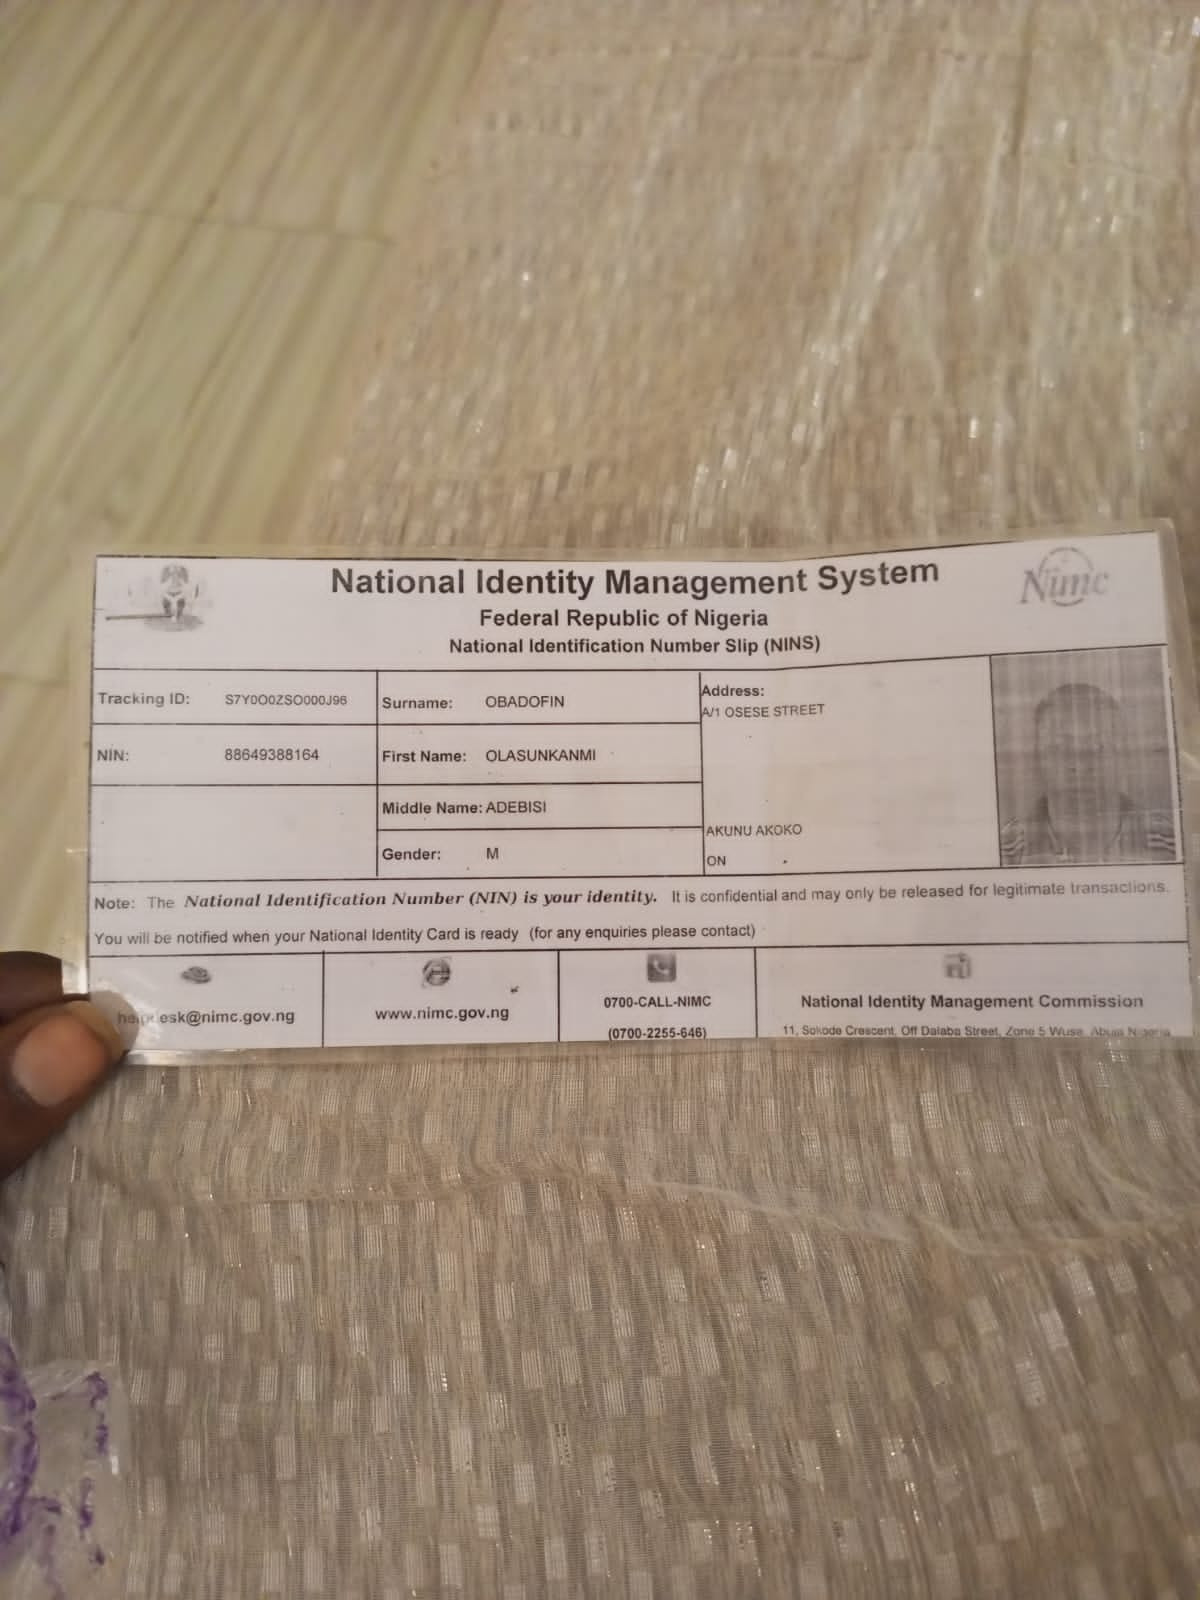 National Identity Management System
Federal Republic of Nigeria
National Identification Number Slip (NINS)
Nimc
Tracking ID: S7Y0O0ZSO000J96
Surname: OBADOFIN
Address:
A/1 OSESE STREET
NIN: 88649388164
First Name: OLASUNKANMI
Middle Name: ADEBISI
AKUNU AKOKO
Gender: M
ON
Note: The National Identification Number (NIN) is your identity. It is confidential and may only be released for legitimate transactions.
You will be notified when your National Identity Card is ready (for any enquiries please contact)
helpdesk@nimc.gov.ng
www.nimc.gov.ng
0700-CALL-NIMC
(0700-2255-646)
National Identity Management Commission
11, Sokode Crescent, Off Dalaba Street, Zone 5 Wuse, Abuja Nigeria